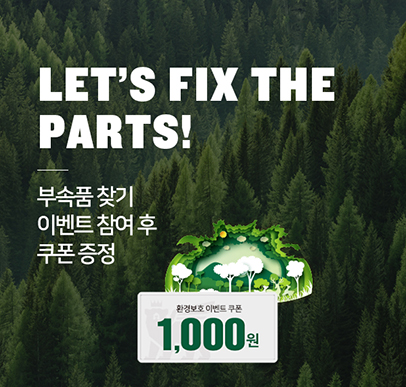 LET'S FIX THE
PARTS!
부속품 찾기
이벤트 참여 후
쿠폰 증정
환경보호 이벤트 쿠폰
1,000원